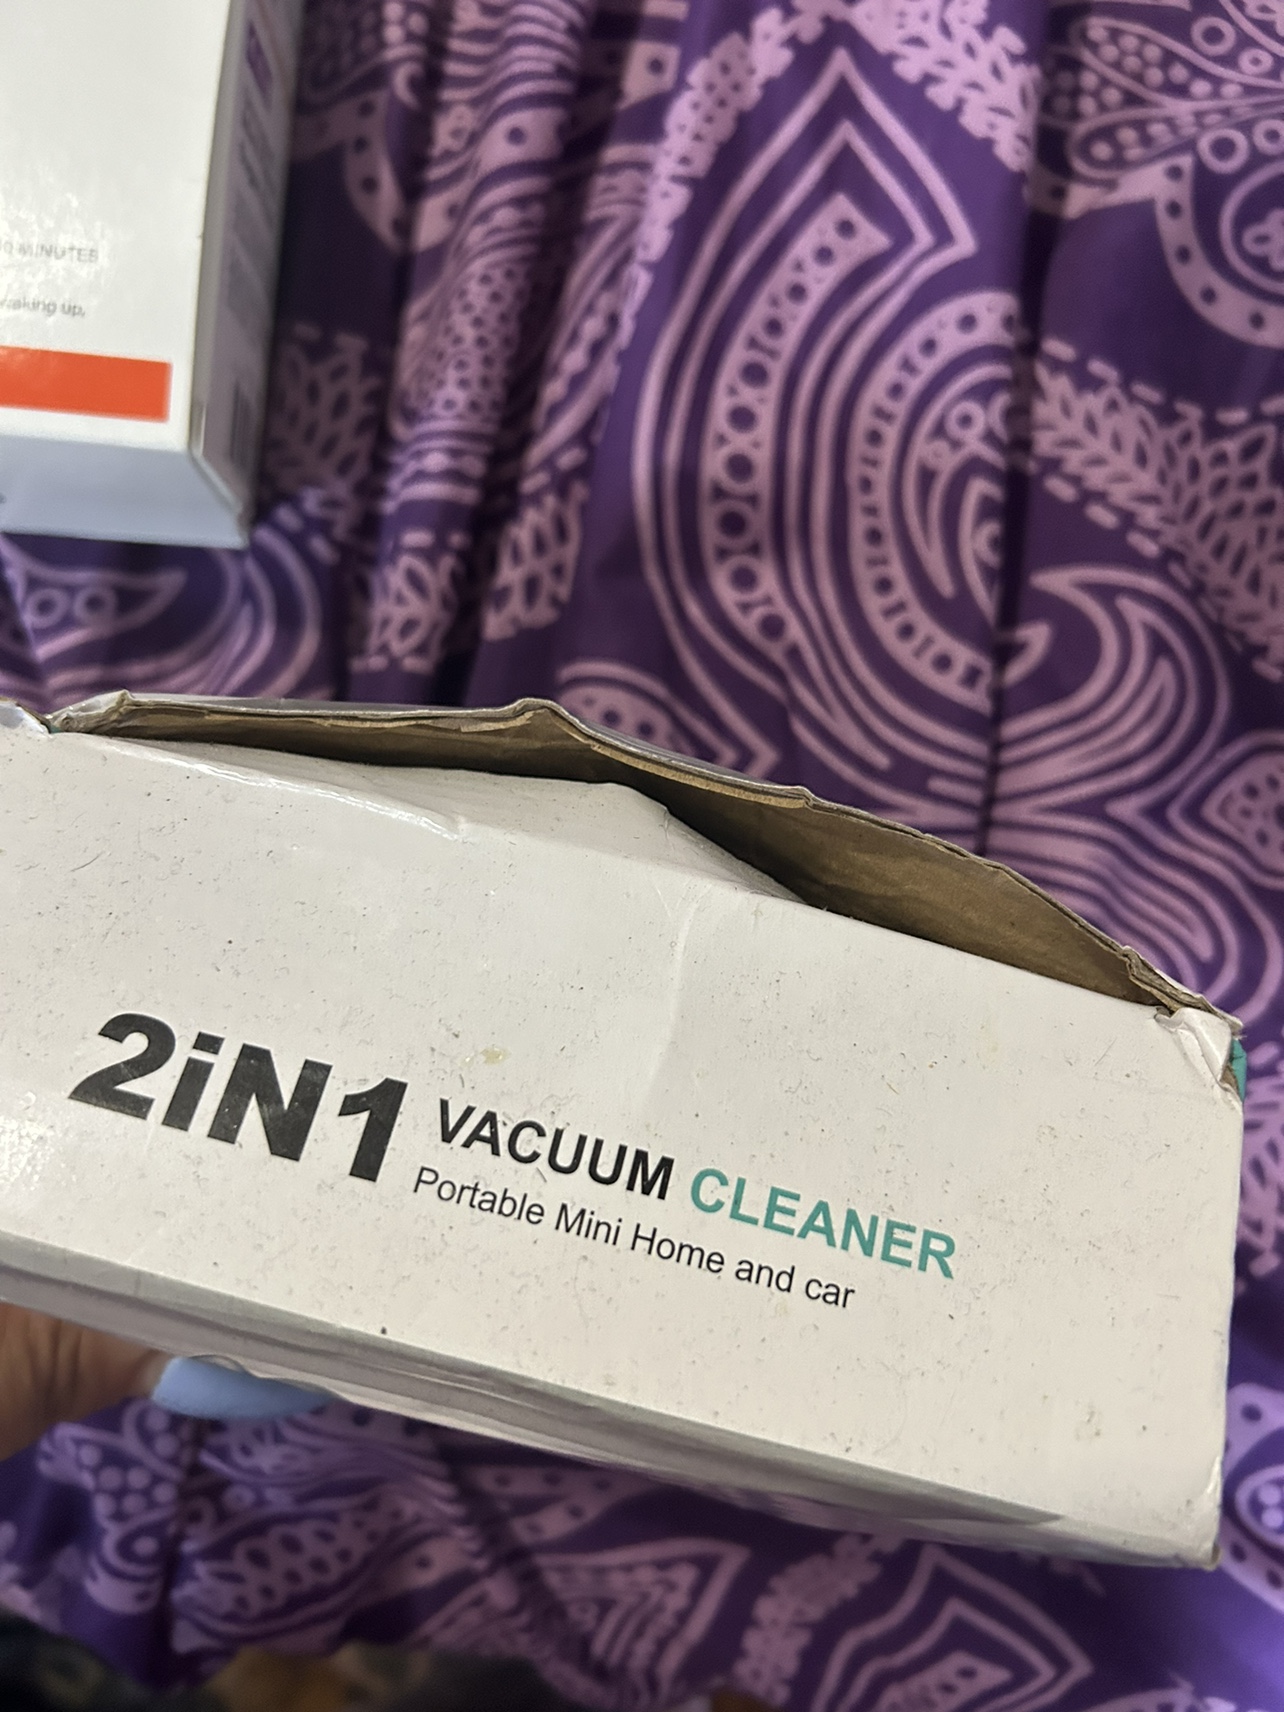 MINUTES
waking up,
2iN1
VACUUM CLEANER
Portable Mini Home and car